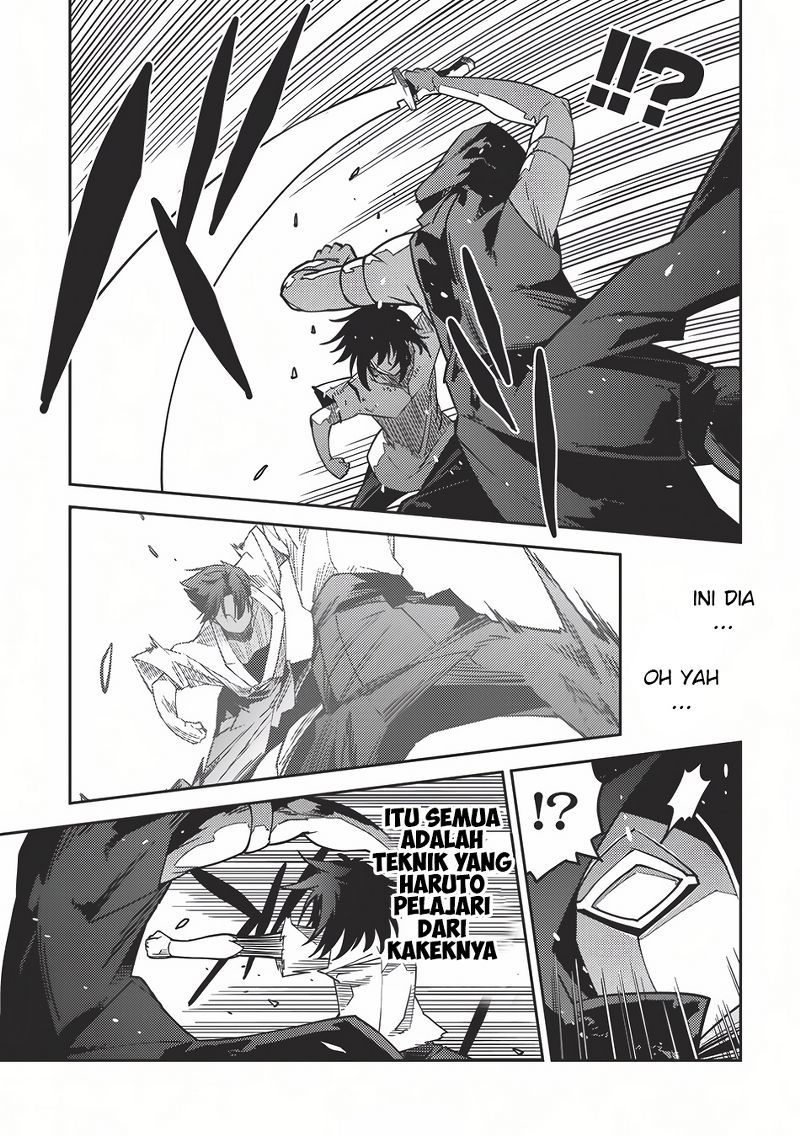 !!?
INI DIA
...
OH YAH
...
!?
ITU SEMUA
ADALAH
TEKNIK YANG
HARUTO
PELAJARI
DARI
KAKEKNYA